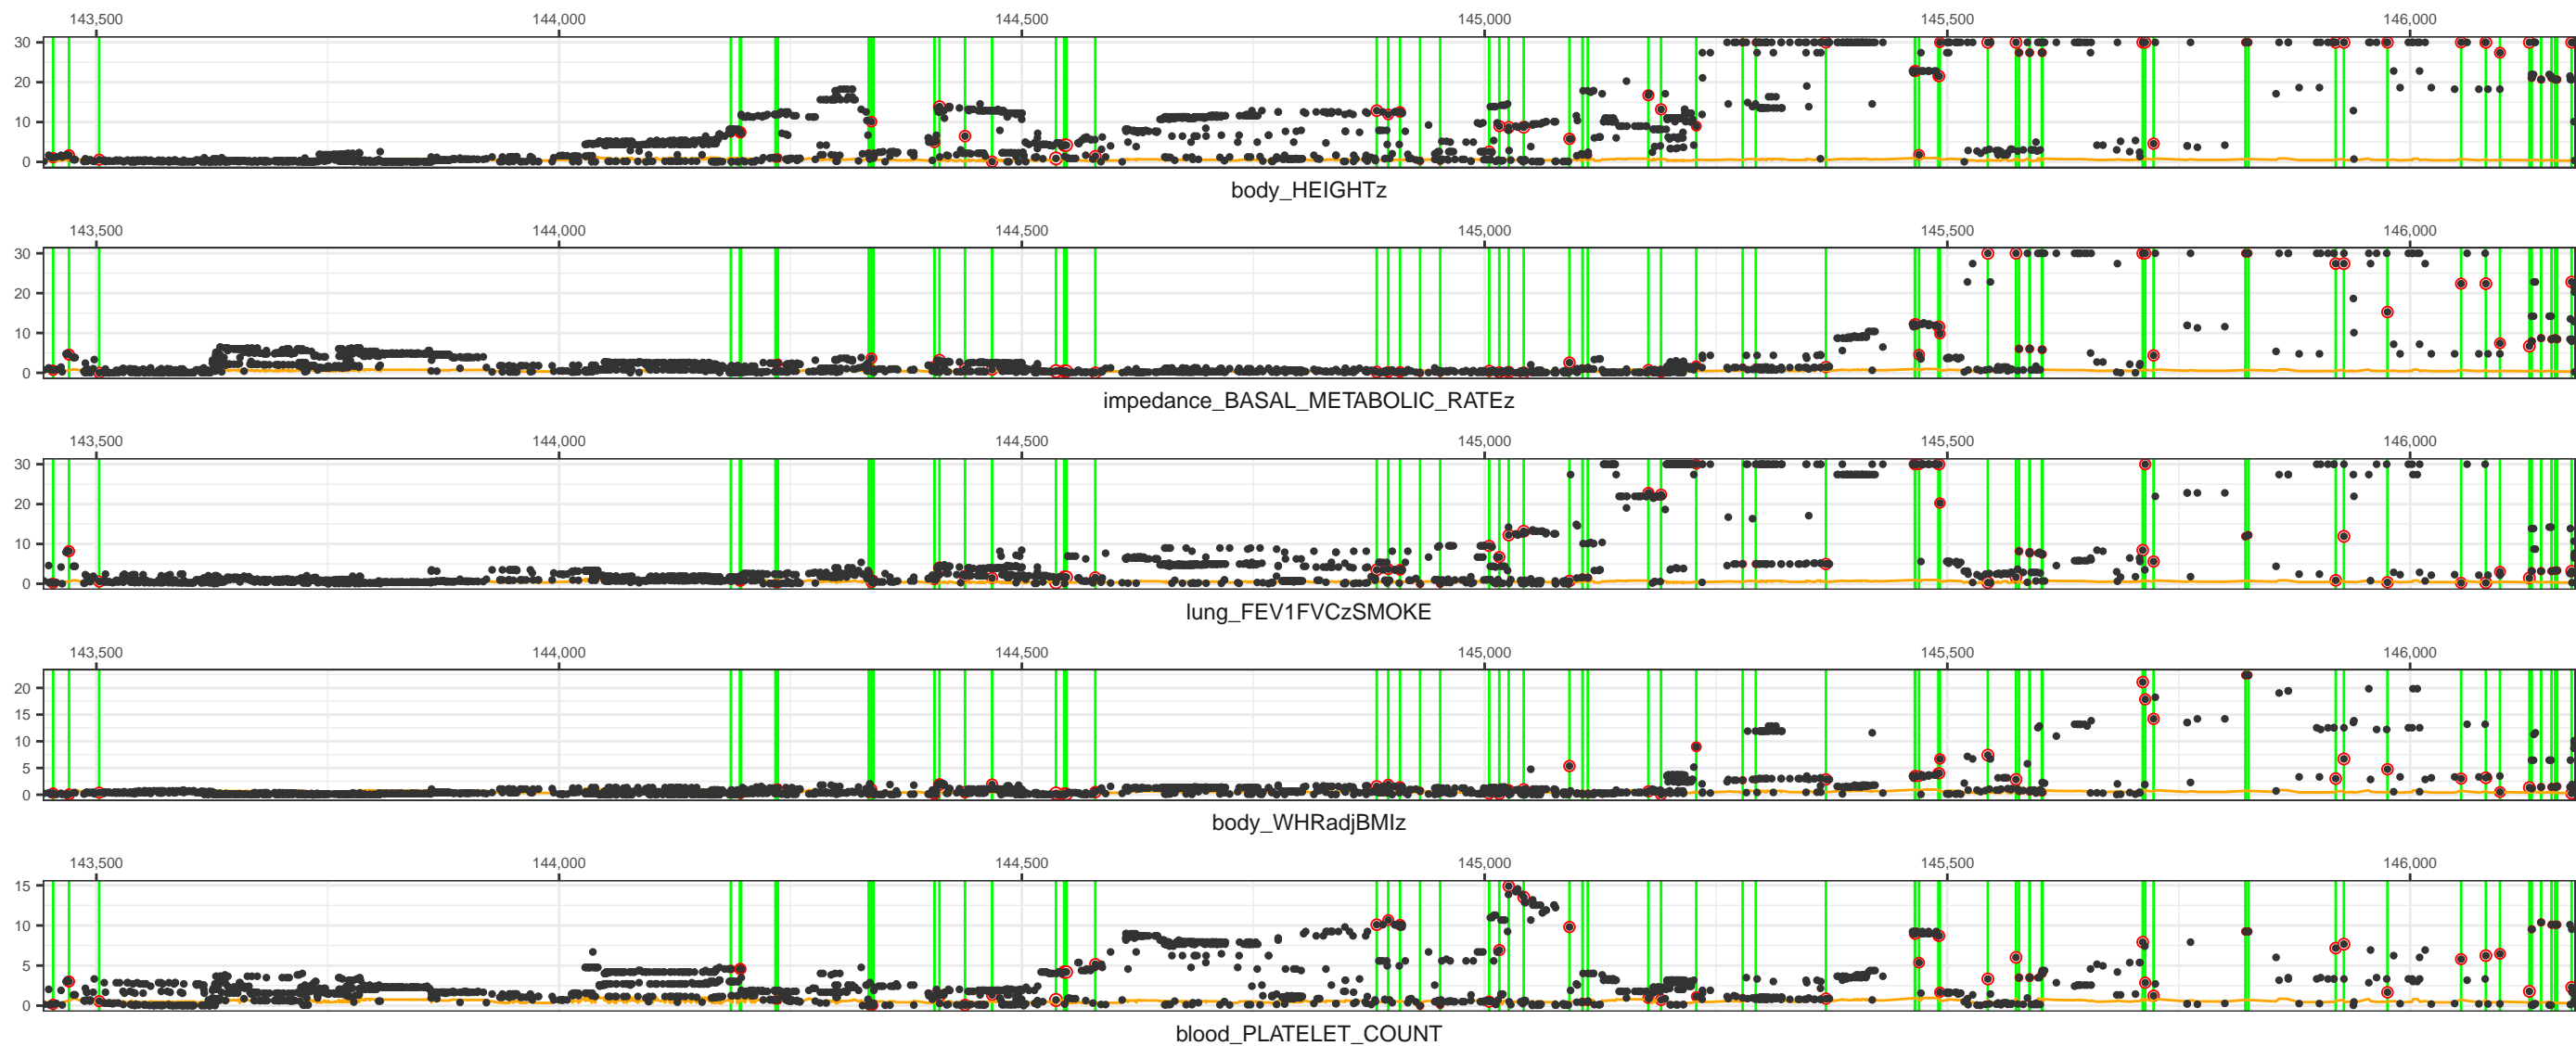 143,500 144,000 144,500 145,000 145,500 146,000
30
20
10
0
body_HEIGHTz
143,500 144,000 144,500 145,000 145,500 146,000
30
20
10
0
impedance_BASAL_METABOLIC_RATEz
143,500 144,000 144,500 145,000 145,500 146,000
30
20
10
0
lung_FEV1FVCzSMOKE
143,500 144,000 144,500 145,000 145,500 146,000
20
15
10
5
0
body_WHRadjBMIz
143,500 144,000 144,500 145,000 145,500 146,000
15
10
5
0
blood_PLATELET_COUNT